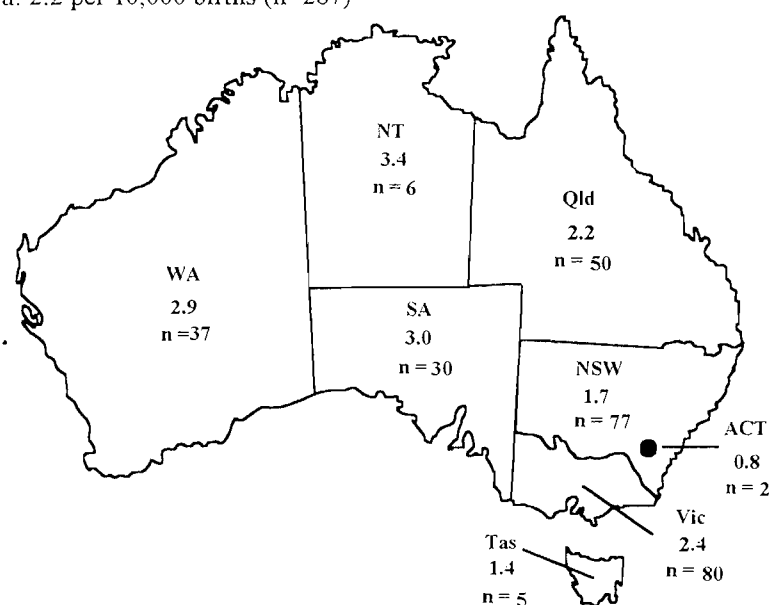 a: 2.2 per 10,000 births (n=287)
NT
3.4
n = 6
Qld
2.2
n = 50
WA
2.9
n =37
SA
3.0
n = 30
NSW
1.7
n = 77
ACT
0.8
n = 2
Vic
2.4
n = 80
Tas
1.4
n = 5